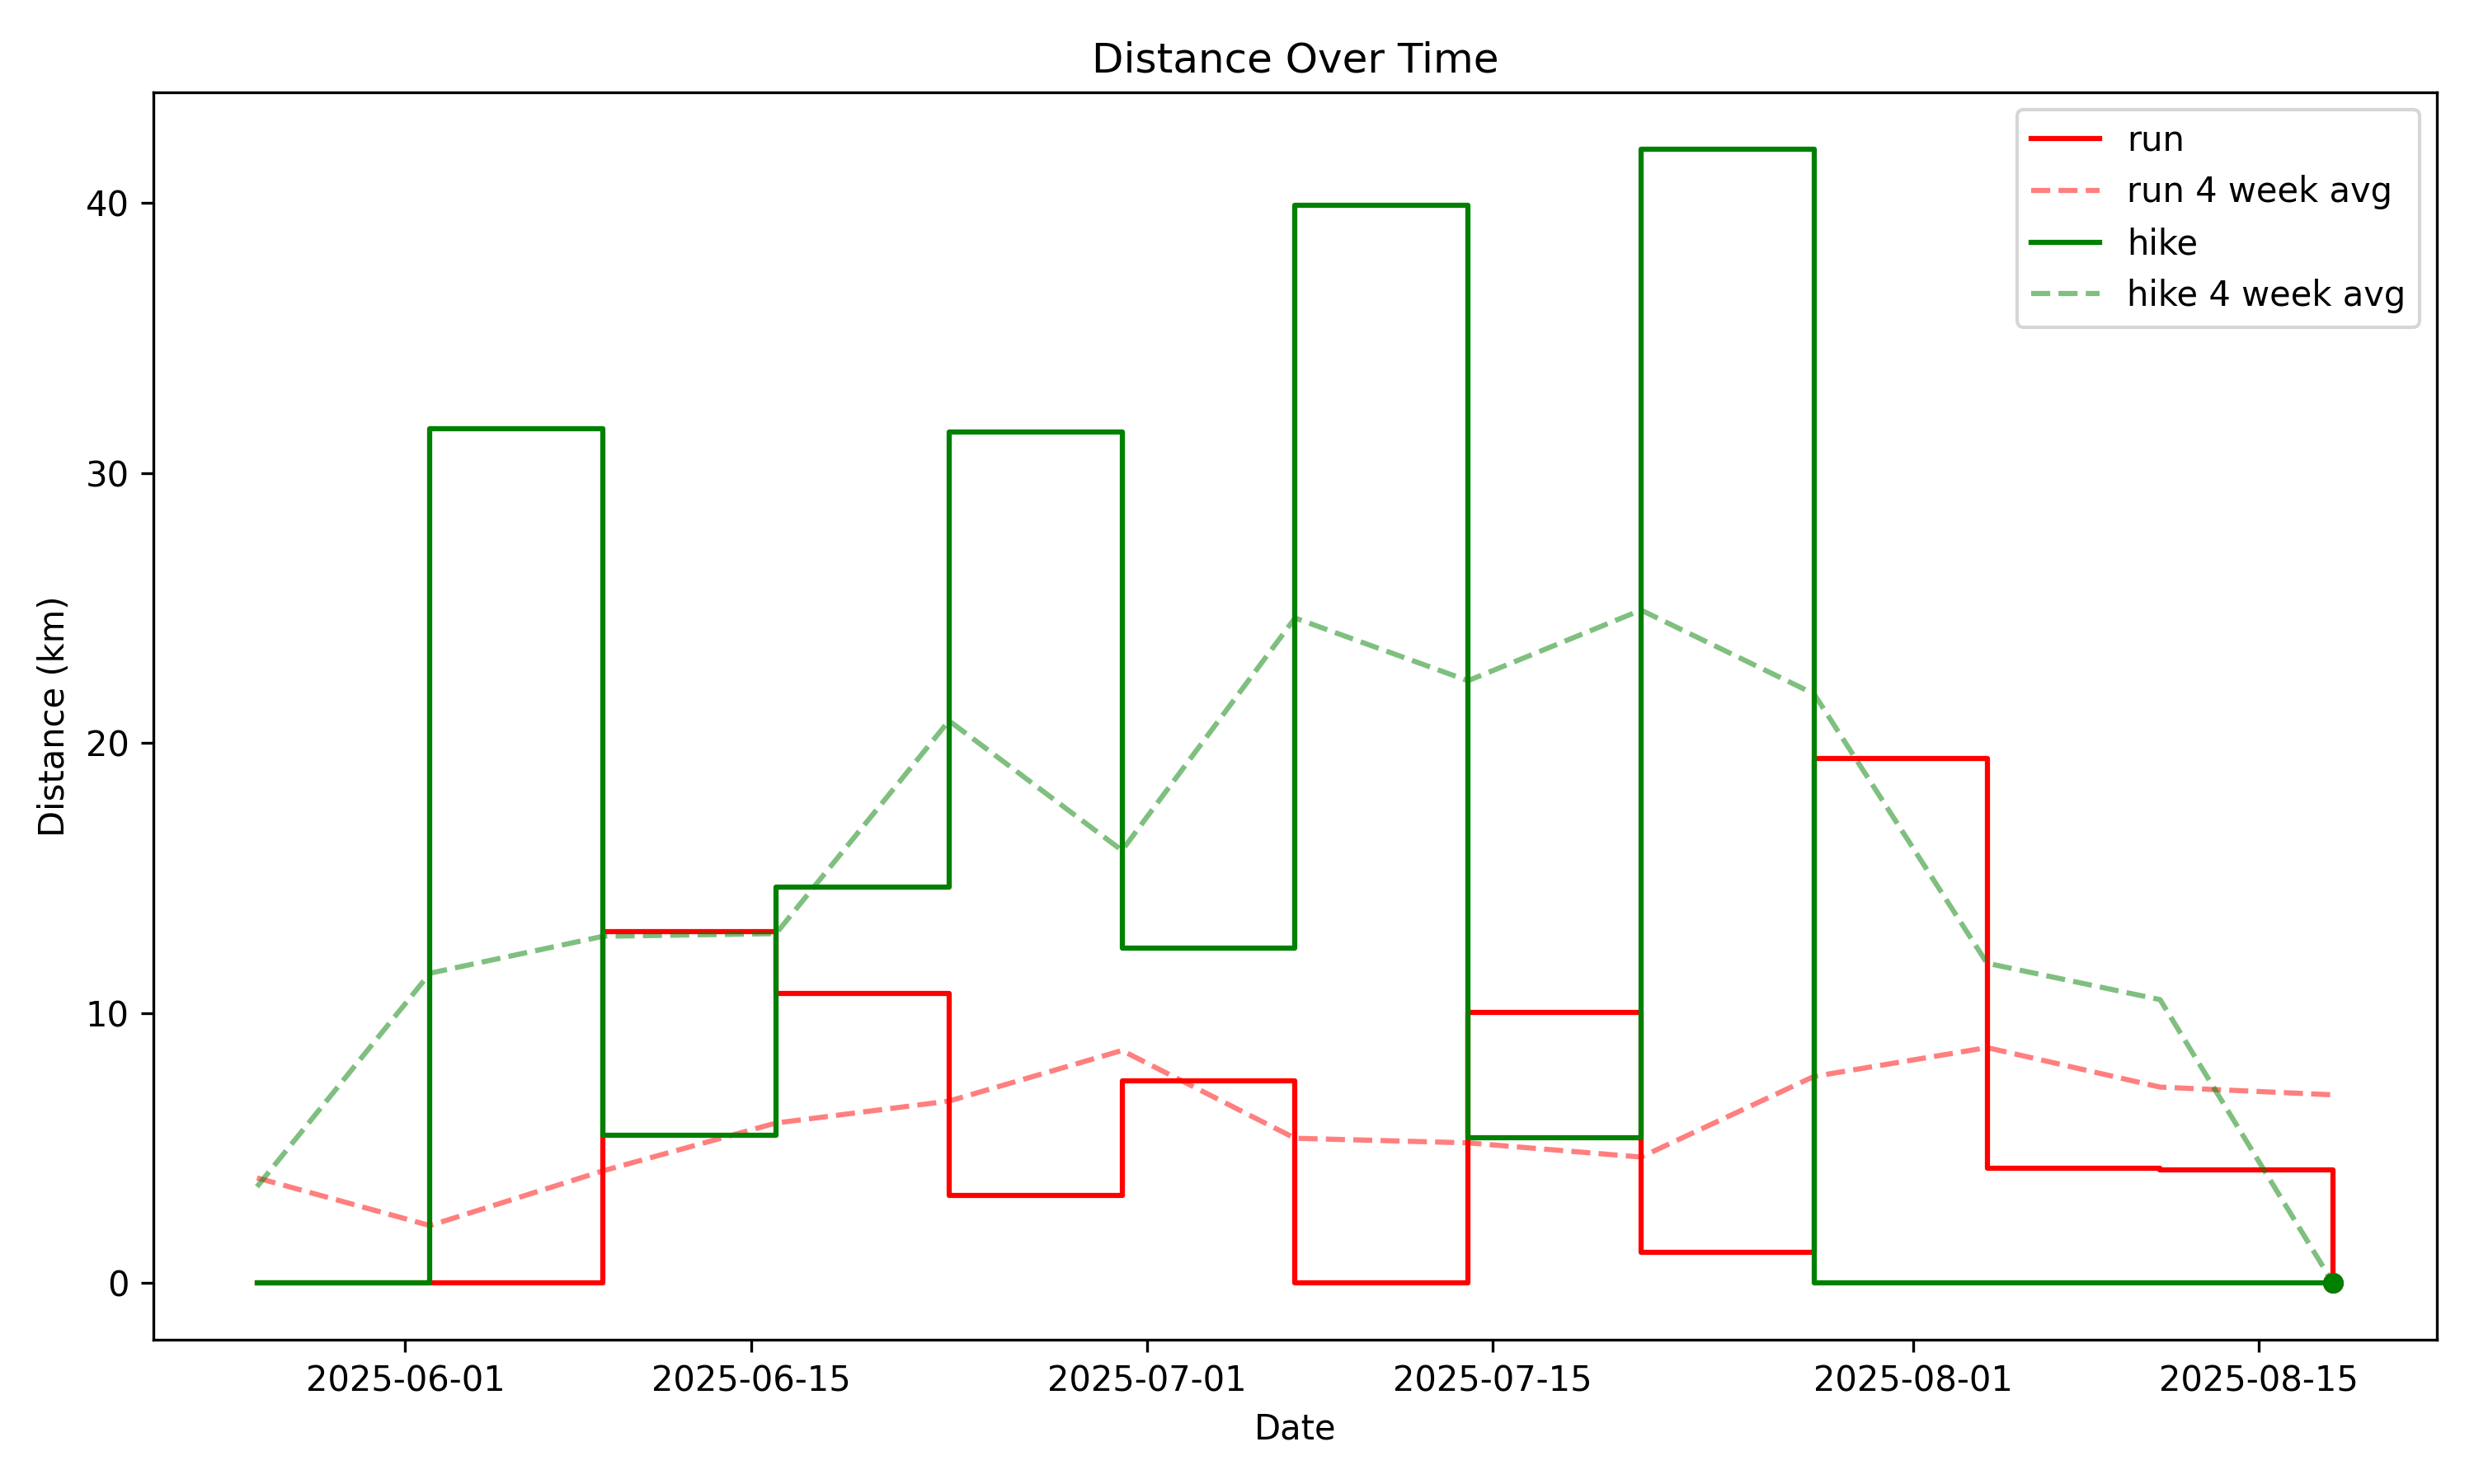 Distance Over Time
run
run 4 week avg
hike
hike 4 week avg
40
30
20
10
0
Distance (km)
2025-06-01
2025-06-15
2025-07-01
2025-07-15
2025-08-01
2025-08-15
Date